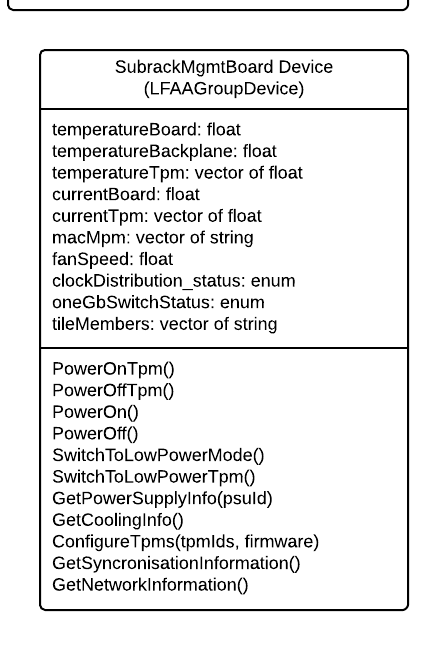 SubrackMgmtBoard Device
(LFAAGroupDevice)
temperatureBoard: float
temperatureBackplane: float
temperatureTpm: vector of float
currentBoard: float
currentTpm: vector of float
macMpm: vector of string
fanSpeed: float
clockDistribution_status: enum
oneGbSwitchStatus: enum
tileMembers: vector of string
PowerOnTpm()
PowerOffTpm()
PowerOn()
PowerOff()
SwitchToLowPowerMode()
SwitchToLowPowerTpm()
GetPowerSupplyInfo(psuId)
GetCoolingInfo()
ConfigureTpms(tpmIds, firmware)
GetSyncronisationInformation()
GetNetworkInformation()